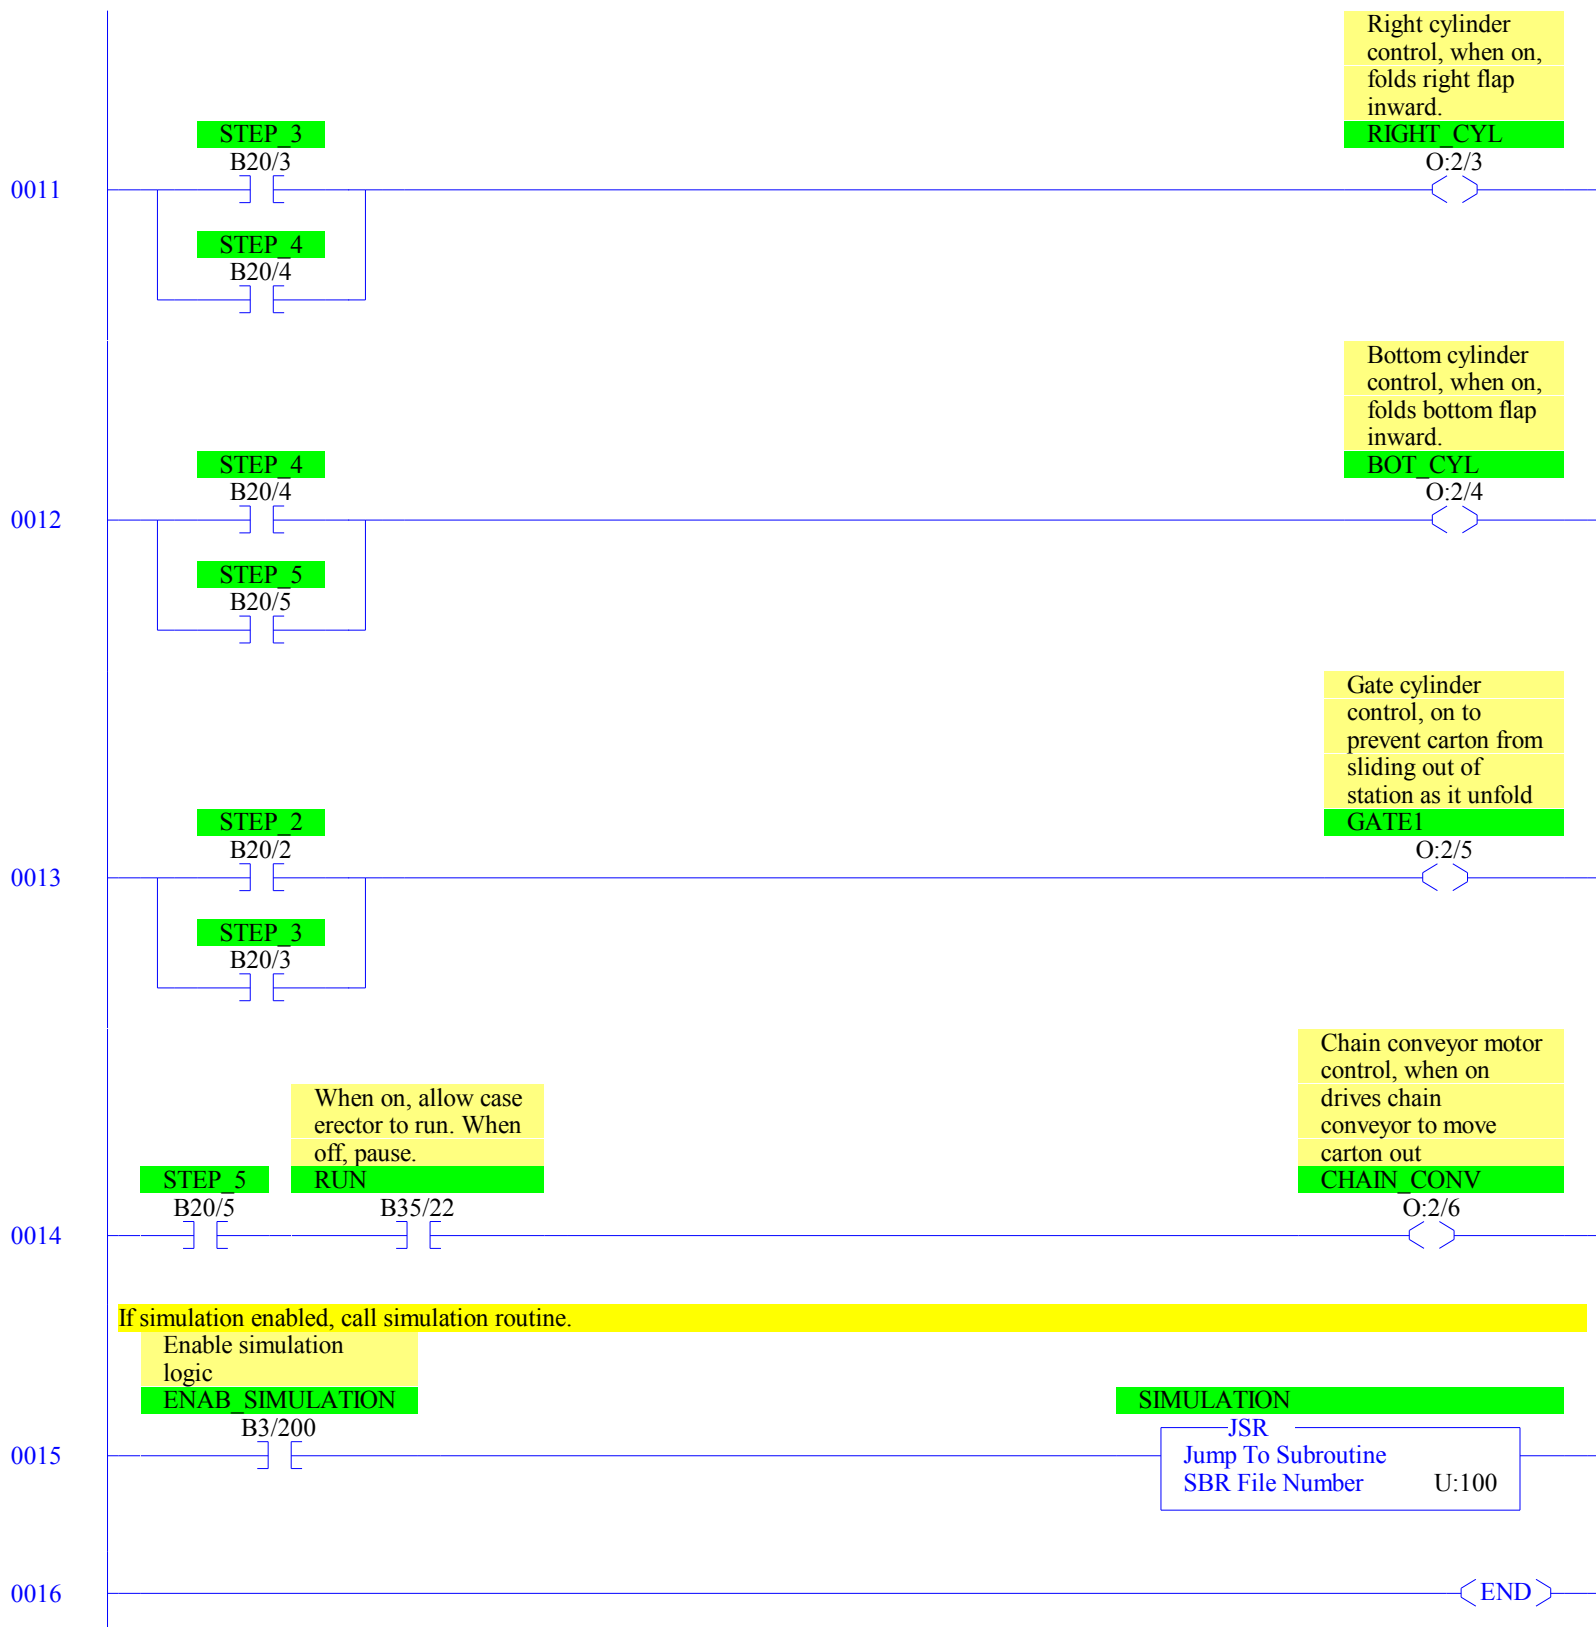 Right cylinder
control, when on,
folds right flap
inward.
STEP_3
RIGHT_CYL
B20/3
O:2/3
0011
STEP_4
B20/4
Bottom cylinder
control, when on,
folds bottom flap
inward.
STEP_4
BOT_CYL
B20/4
O:2/4
0012
STEP_5
B20/5
Gate cylinder
control, on to
prevent carton from
sliding out of
station as it unfold
STEP_2
GATE1
B20/2
O:2/5
0013
STEP_3
B20/3
Chain conveyor motor
control, when on
drives chain
conveyor to move
carton out
When on, allow case
erector to run. When
off, pause.
STEP_5
RUN
CHAIN_CONV
B20/5
B35/22
O:2/6
0014
If simulation enabled, call simulation routine.
Enable simulation
logic
ENAB_SIMULATION
SIMULATION
B3/200
JSR
Jump To Subroutine
SBR File Number U:100
0015
0016
END